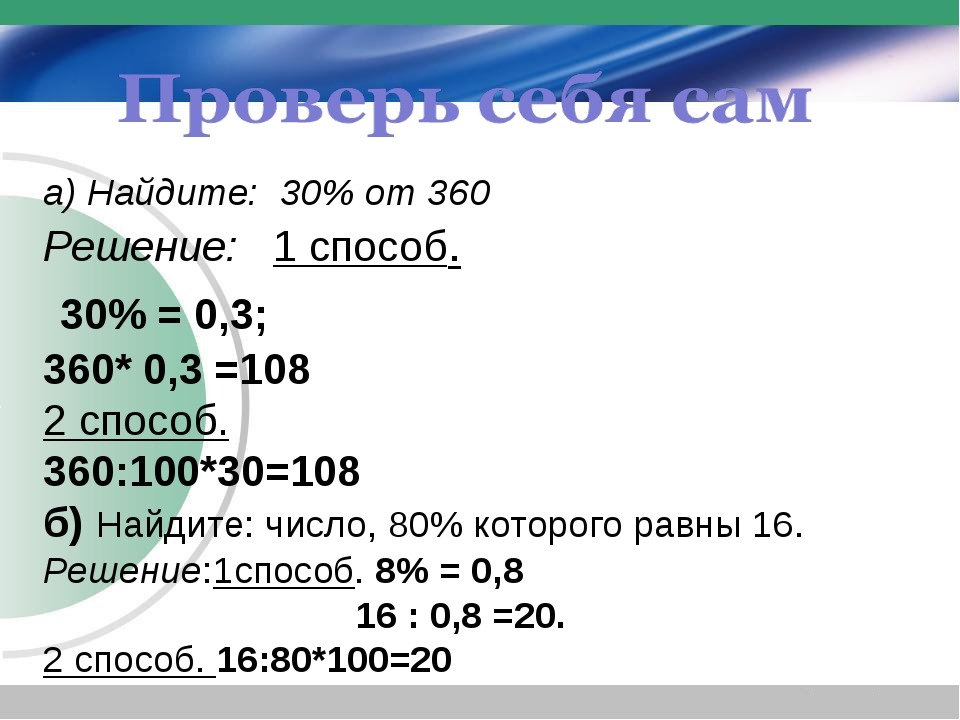 Проверь себя сам
а) Найдите: 30% от 360
Решение: 1 способ.
30% = 0,3;
360* 0,3 =108
2 способ.
360:100*30=108
б) Найдите: число, 80% которого равны 16.
Решение:1способ. 8% = 0,8
16 : 0,8 =20.
2 способ. 16:80*100=20